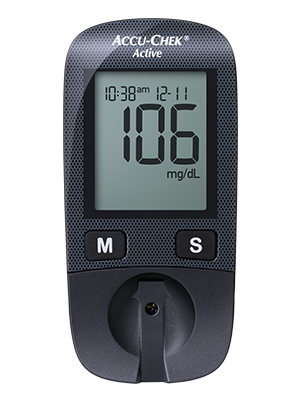 ACCU-CHEK®
Active
10:38am 12-11
106
mg/dL
M S